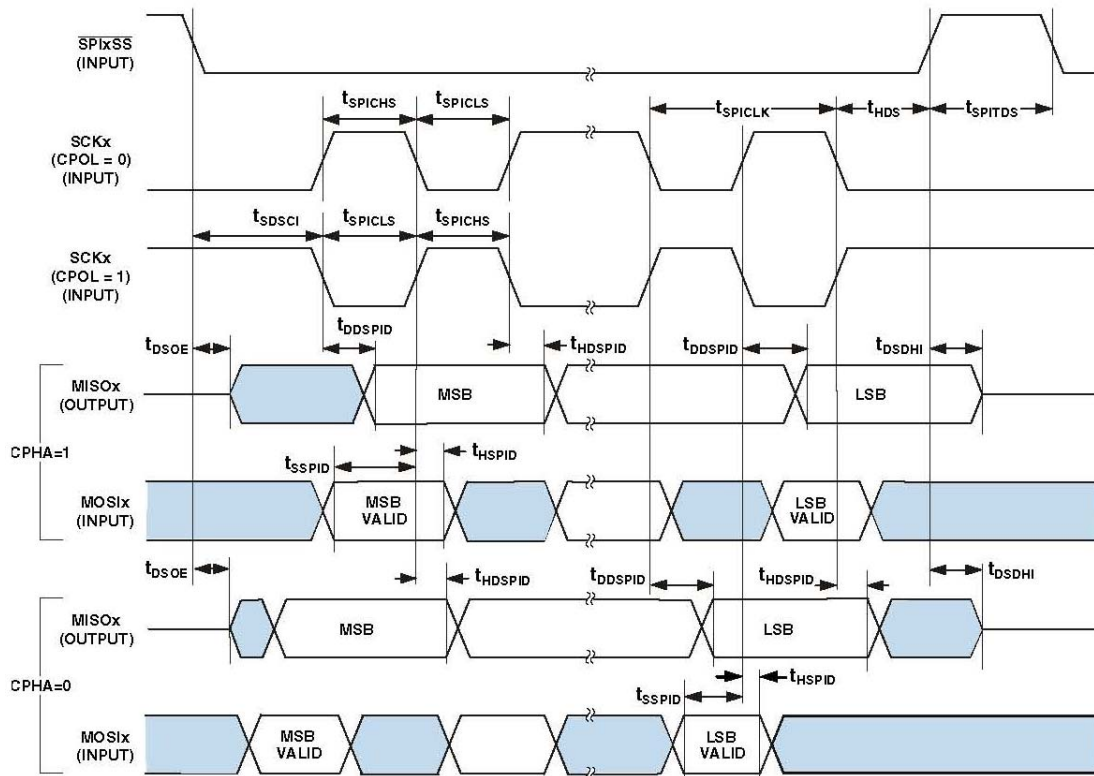 SPIxSS
(INPUT)
tSPICHS tSPICLS tSPICLK tHDS tSPITDS
SCKx
(CPOL = 0)
(INPUT)
tSDSCI tSPICLS tSPICHS
SCKx
(CPOL = 1)
(INPUT)
tDSOE tDDSPID tHDSPID tDDSPID tDSDHI
MISOx
(OUTPUT)
MSB LSB
CPHA=1
tSSPID tHSPID
MOSIx
(INPUT)
MSB
VALID
LSB
VALID
tDSOE tHDSPID tDDSPID tHDSPID tDSDHI
MISOx
(OUTPUT)
MSB LSB
CPHA=0
tSSPID tHSPID
MOSIx
(INPUT)
MSB
VALID
LSB
VALID